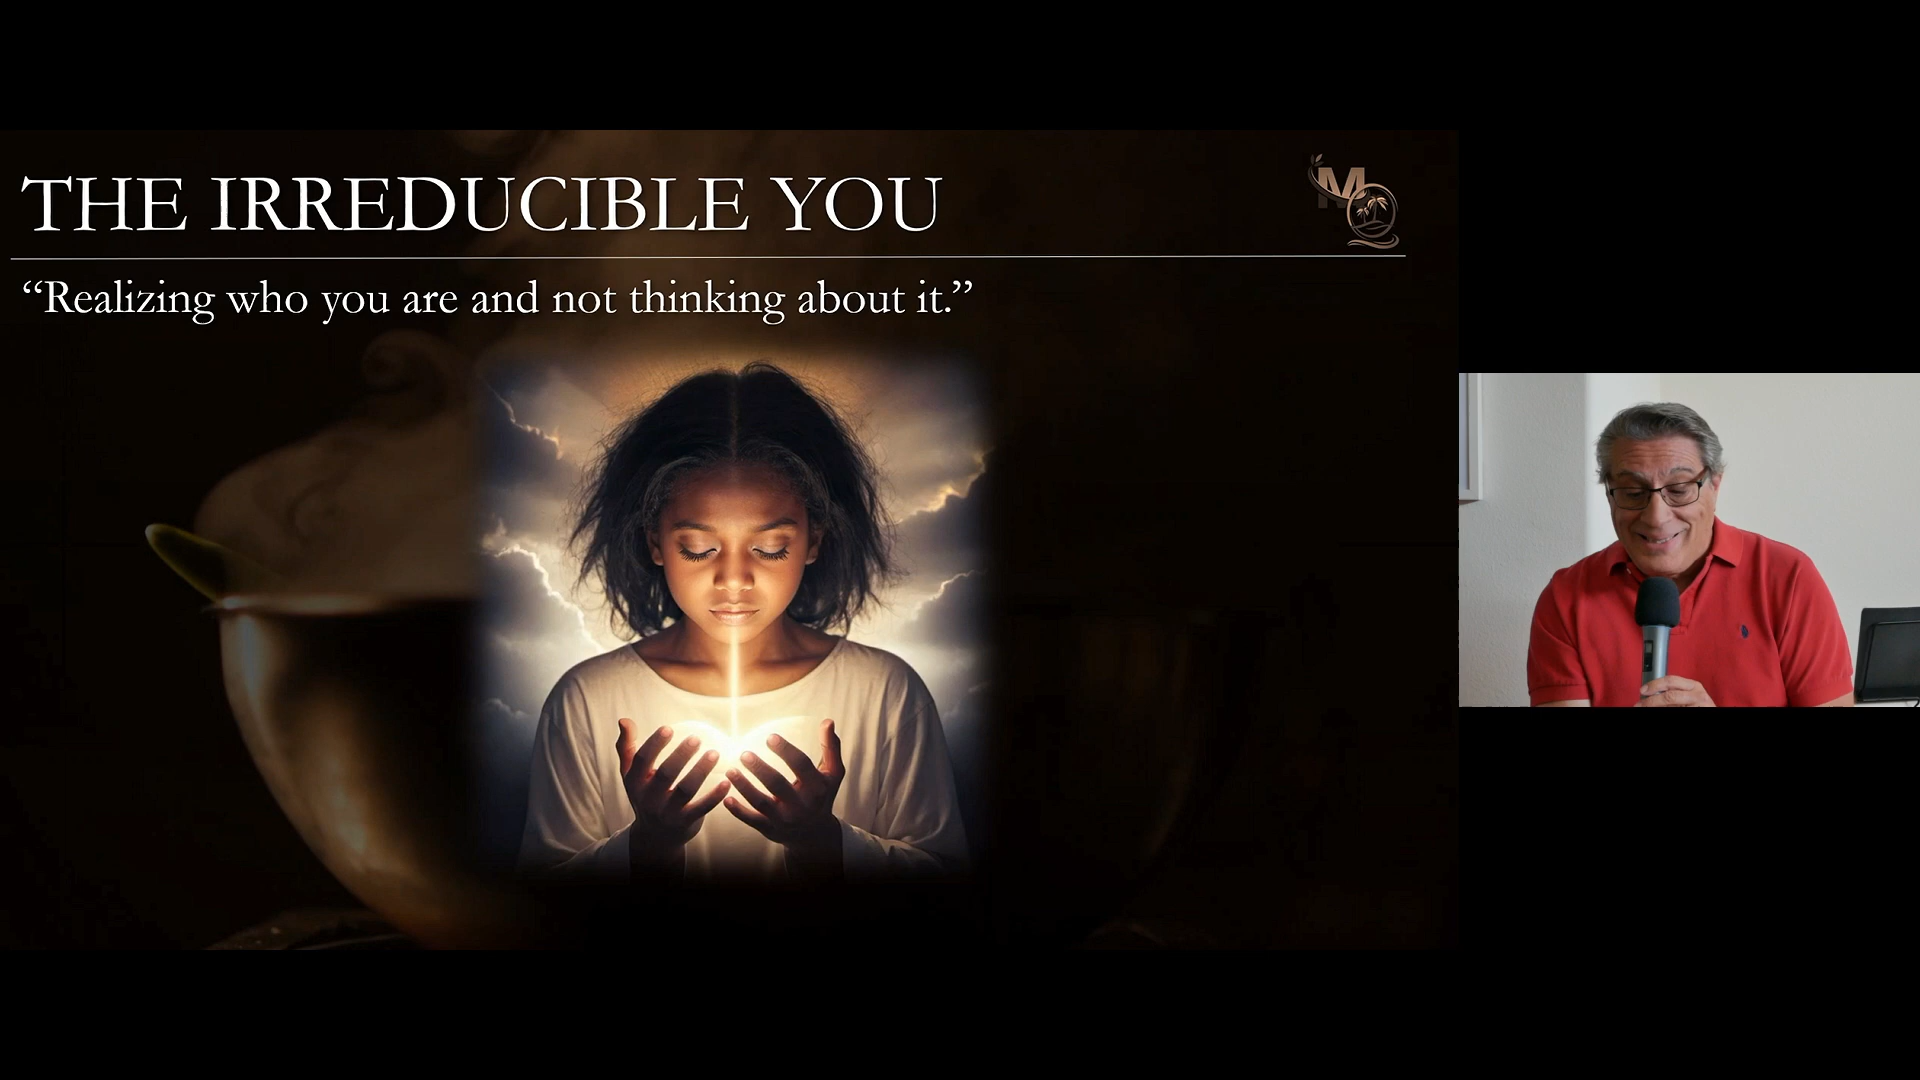 THE IRREDUCIBLE YOU
M
“Realizing who you are and not thinking about it.”